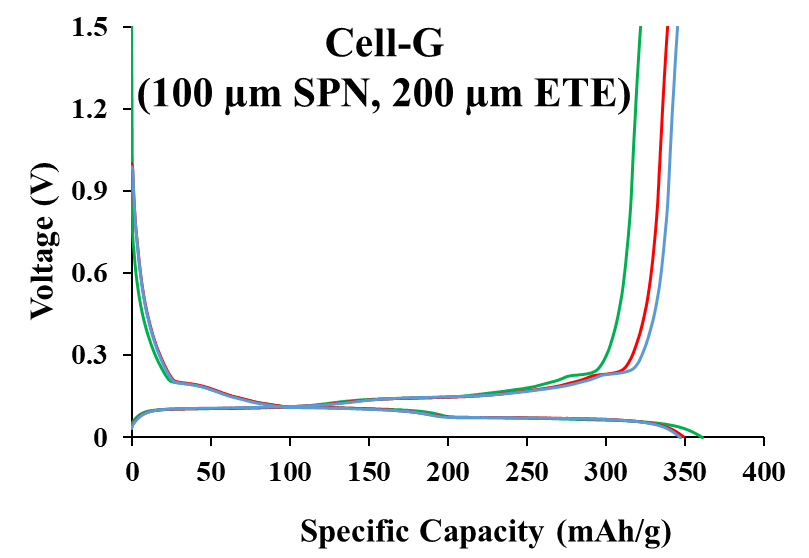 Cell-G
(100 µm SPN, 200 µm ETE)
Voltage (V)
1.5
1.2
0.9
0.6
0.3
0
0 50 100 150 200 250 300 350 400
Specific Capacity (mAh/g)